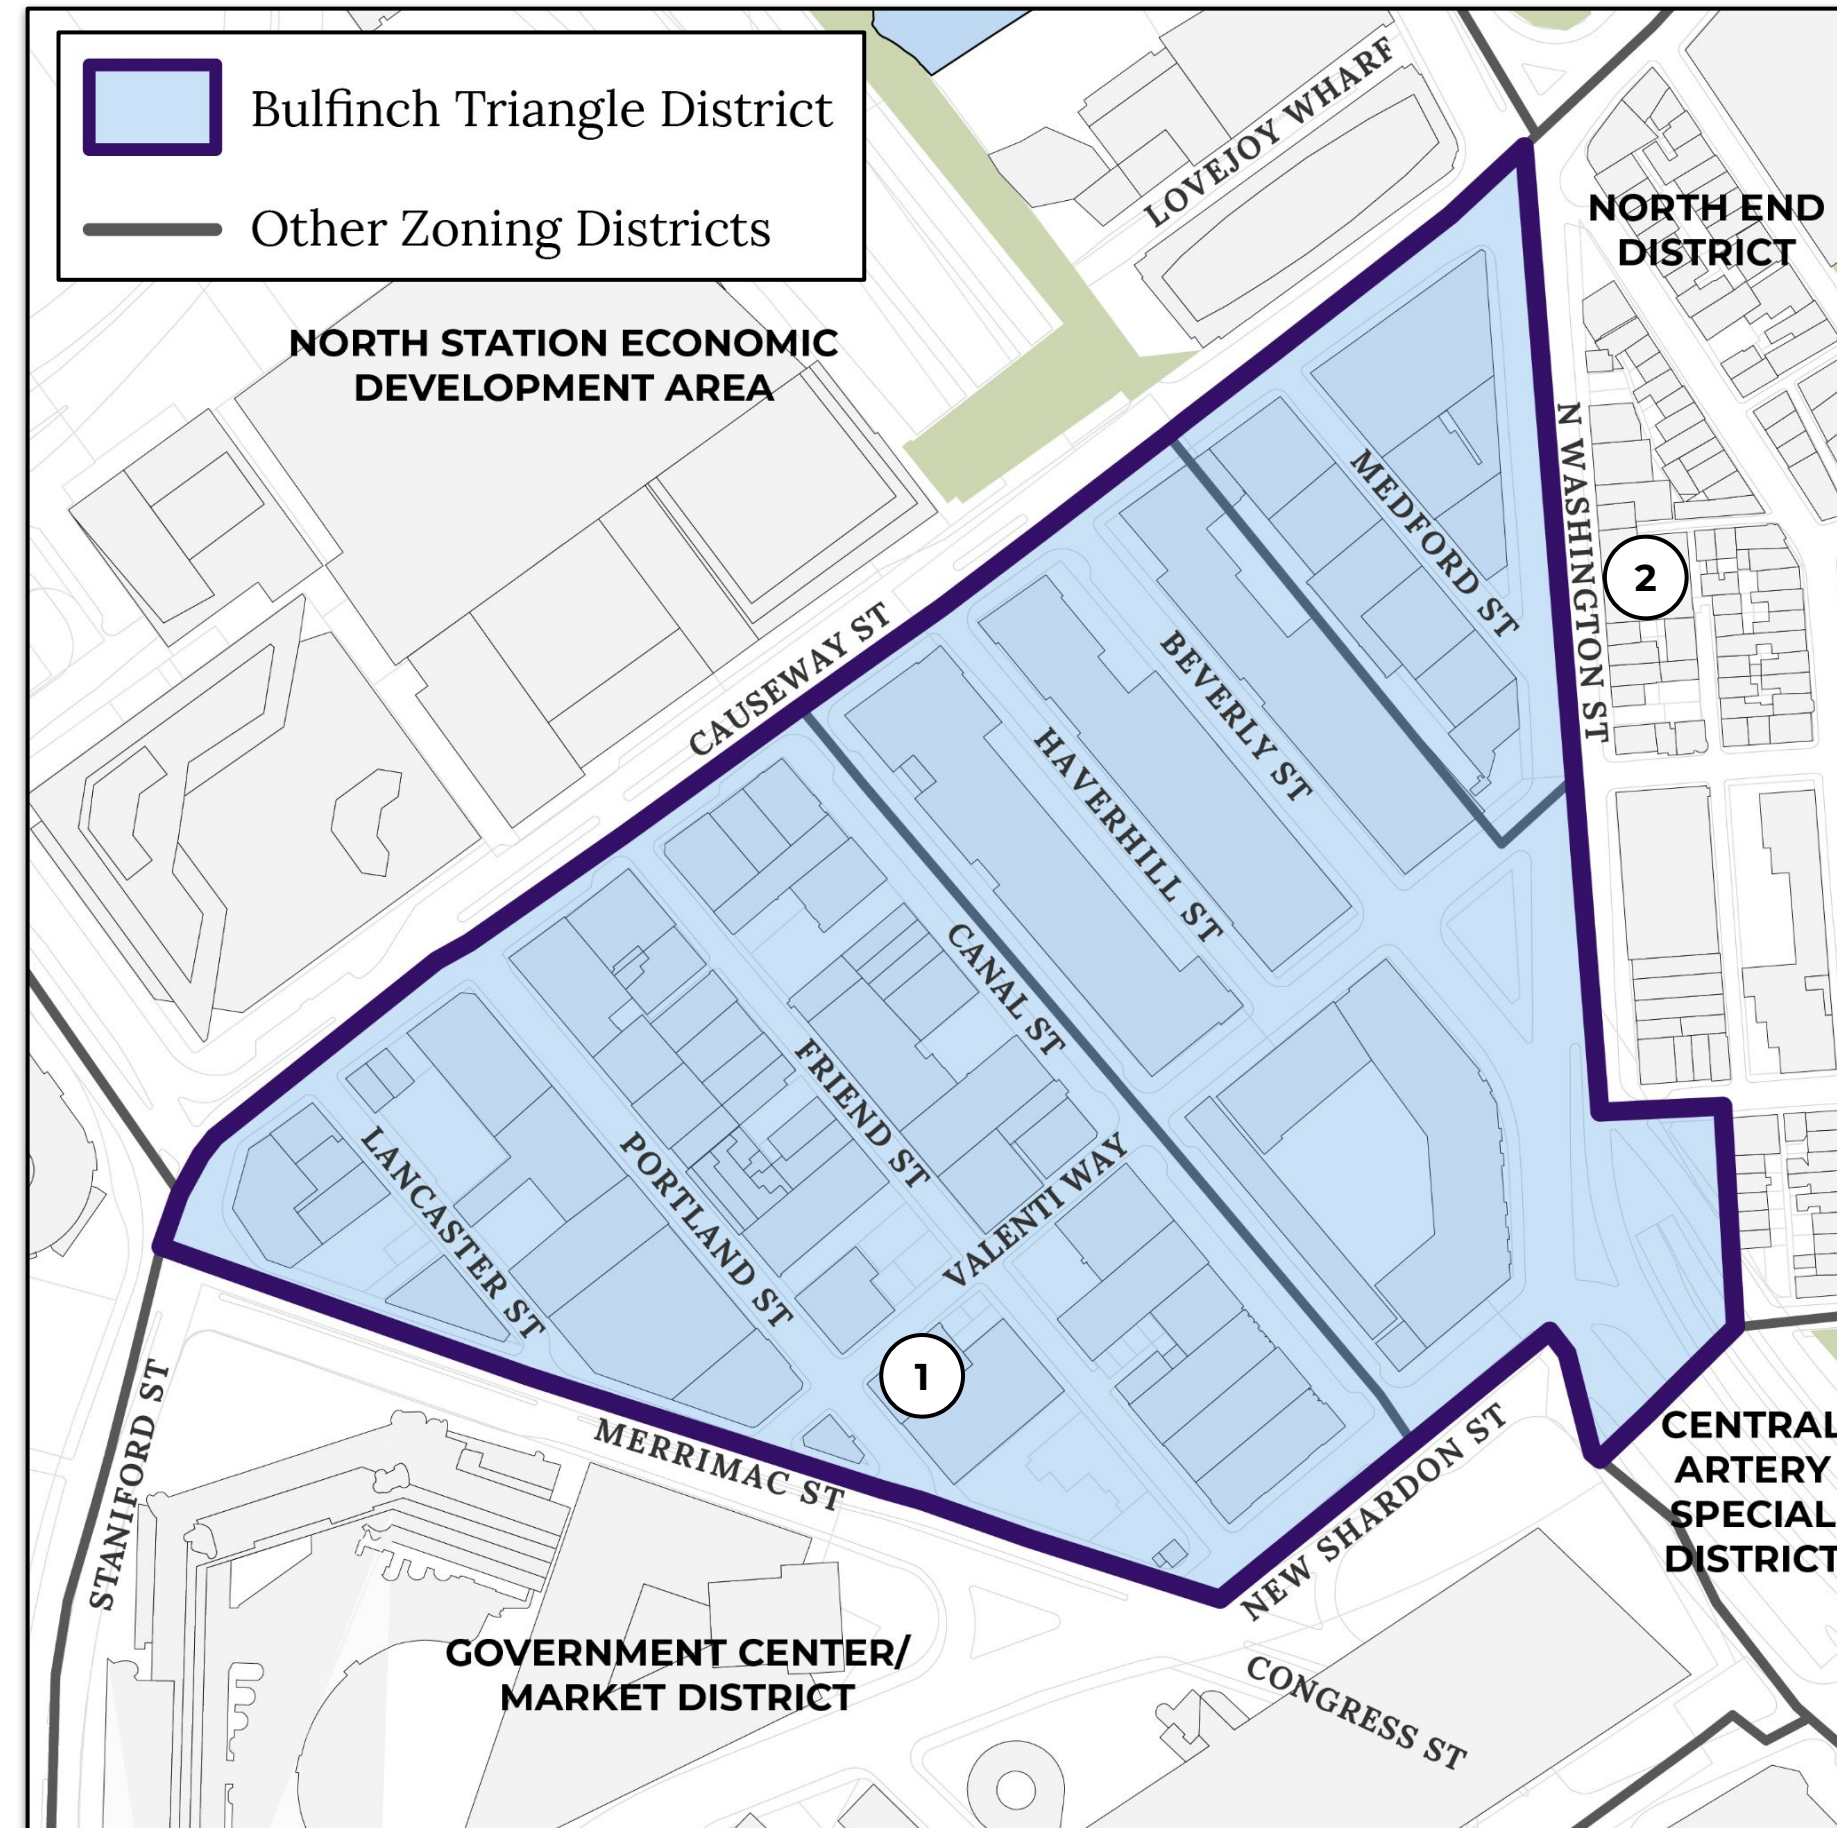 Bulfinch Triangle District
Other Zoning Districts
LOVEJOY WHARF
NORTH END
DISTRICT
NORTH STATION ECONOMIC
DEVELOPMENT AREA
N WASHINGTON ST
MEDFORD ST
2
BEVERLY ST
CAUSEWAY ST
HAVERHILL ST
CANAL ST
FRIEND ST
VALENTI WAY
PORTLAND ST
LANCASTER ST
1
STANIFORD ST
MERRIMAC ST
NEW SHARDON ST
CENTRAL
ARTERY
SPECIAL
DISTRICT
GOVERNMENT CENTER/
MARKET DISTRICT
CONGRESS ST